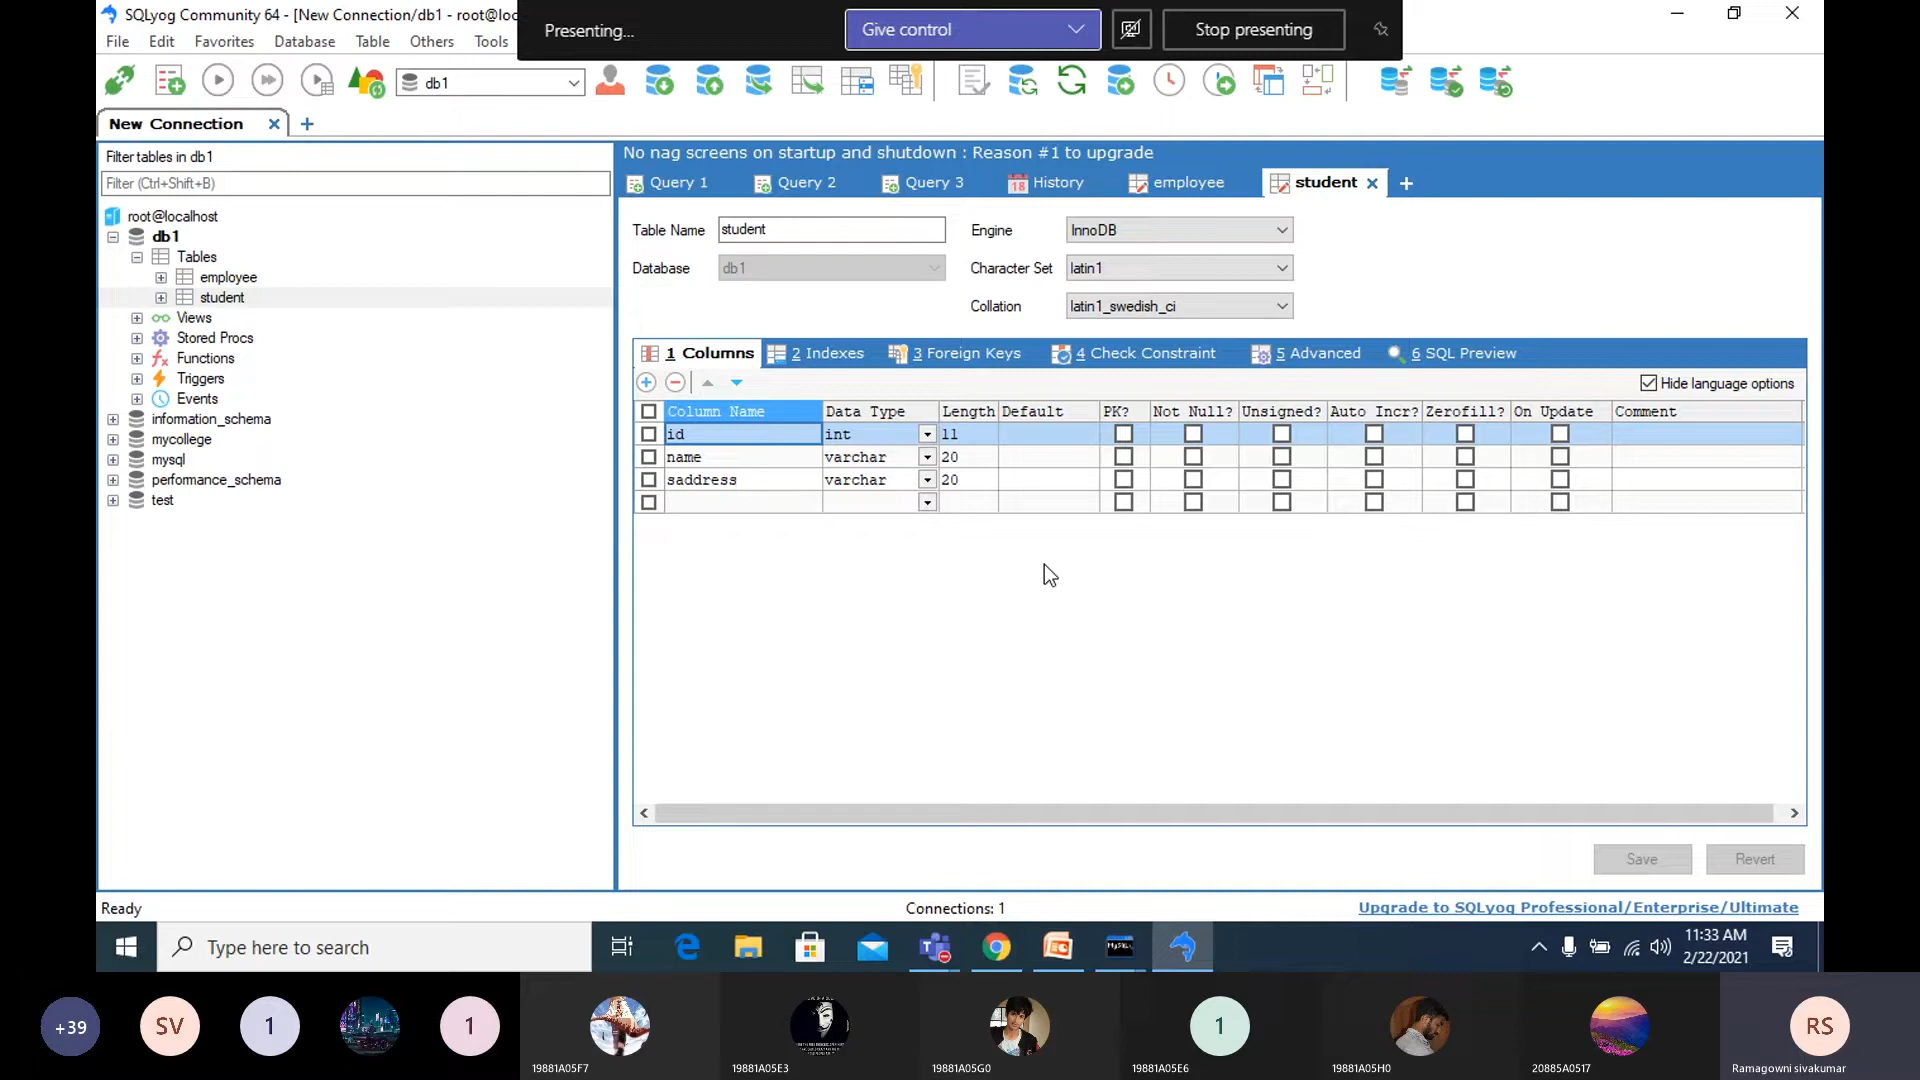 SQLyog Community 64 - [New Connection/db1 - root@loc
Presenting...
Give control
Stop presenting
File Edit Favorites Database Table Others Tools
db1
New Connection
Filter tables in db1
Filter (Ctrl+Shift+B)
root@localhost
db1
Tables
employee
student
Views
Stored Procs
Functions
Triggers
Events
information_schema
mycollege
mysql
performance_schema
test
No nag screens on startup and shutdown : Reason #1 to upgrade
Query 1 Query 2 Query 3 18 History employee student
Table Name student Engine InnoDB
Database db1 Character Set latin1
Collation latin1_swedish_ci
1 Columns 2 Indexes 3 Foreign Keys 4 Check Constraint 5 Advanced 6 SQL Preview
Hide language options
Column Name Data Type Length Default PK? Not Null? Unsigned? Auto Incr? Zerofill? On Update Comment
id int 11
name varchar 20
saddress varchar 20
Save Revert
Ready Connections: 1 Upgrade to SQLyog Professional/Enterprise/Ultimate
Type here to search
MySQL
11:33 AM
2/22/2021
+39 SV 1 1 1 RS
19881A05F7 19881A05E3 19881A05G0 19881A05E6 19881A05H0 20885A0517 Ramagowni sivakumar